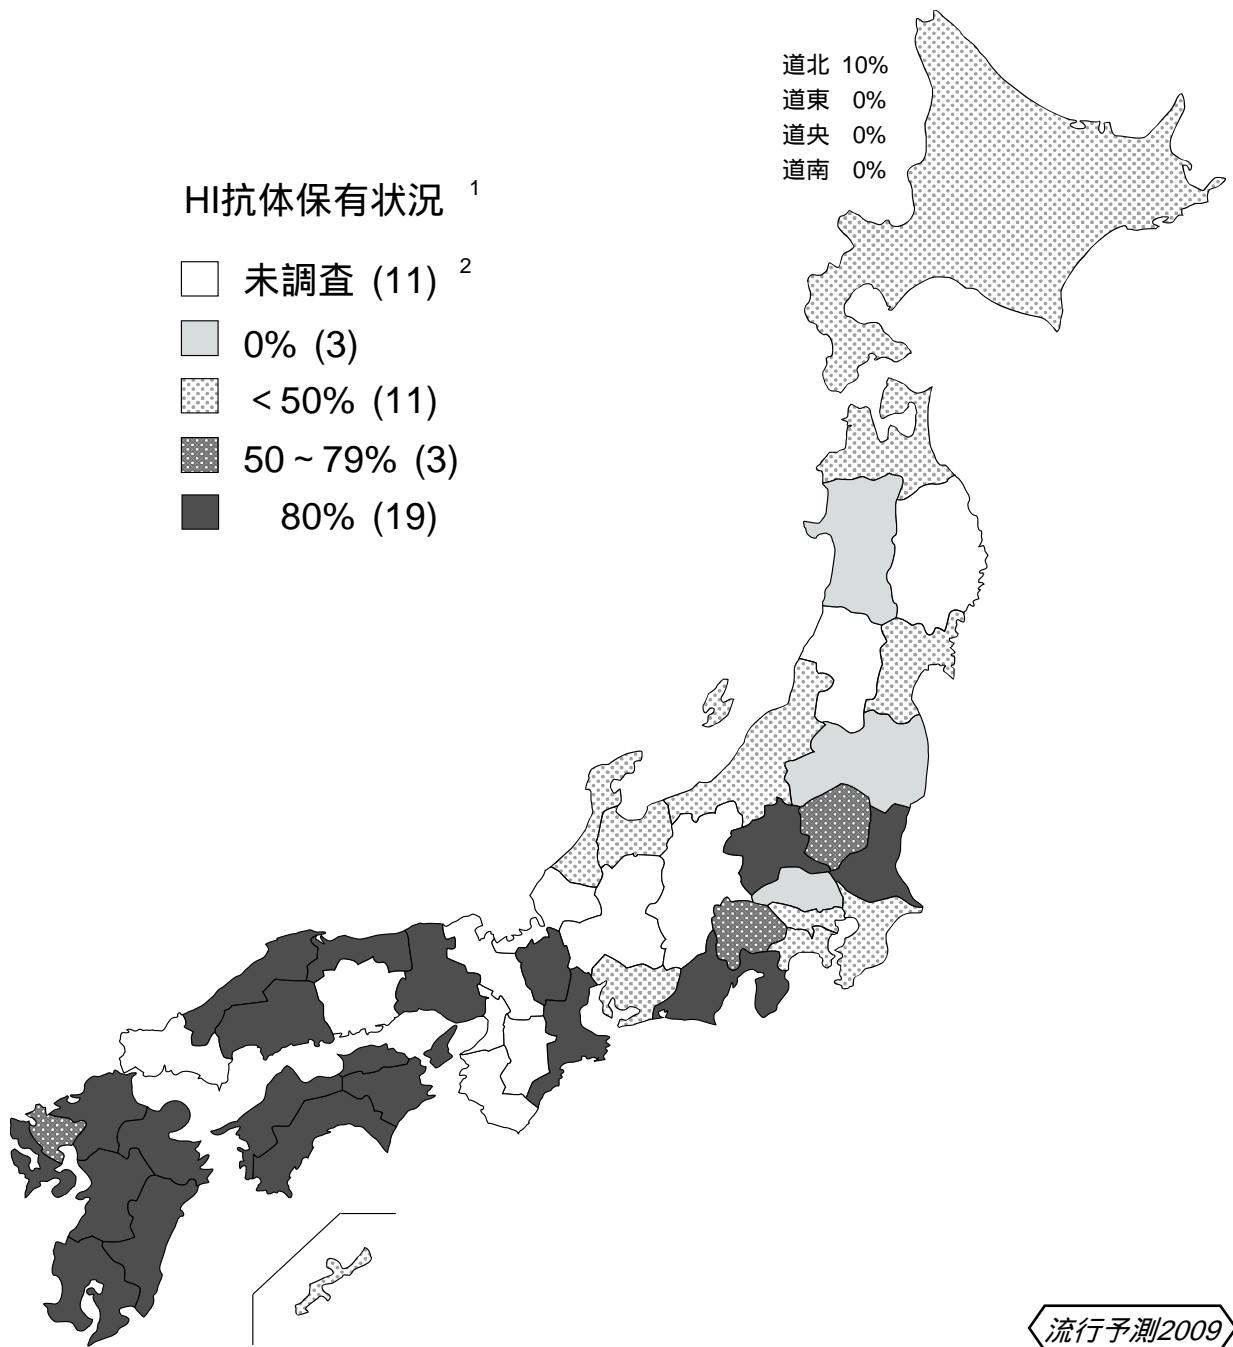 道北 10%
道東 0%
道央 0%
道南 0%
HI抗体保有状況 1
未調査 (11) 2
0% (3)
＜50% (11)
50～79% (3)
80% (19)
流行予測2009